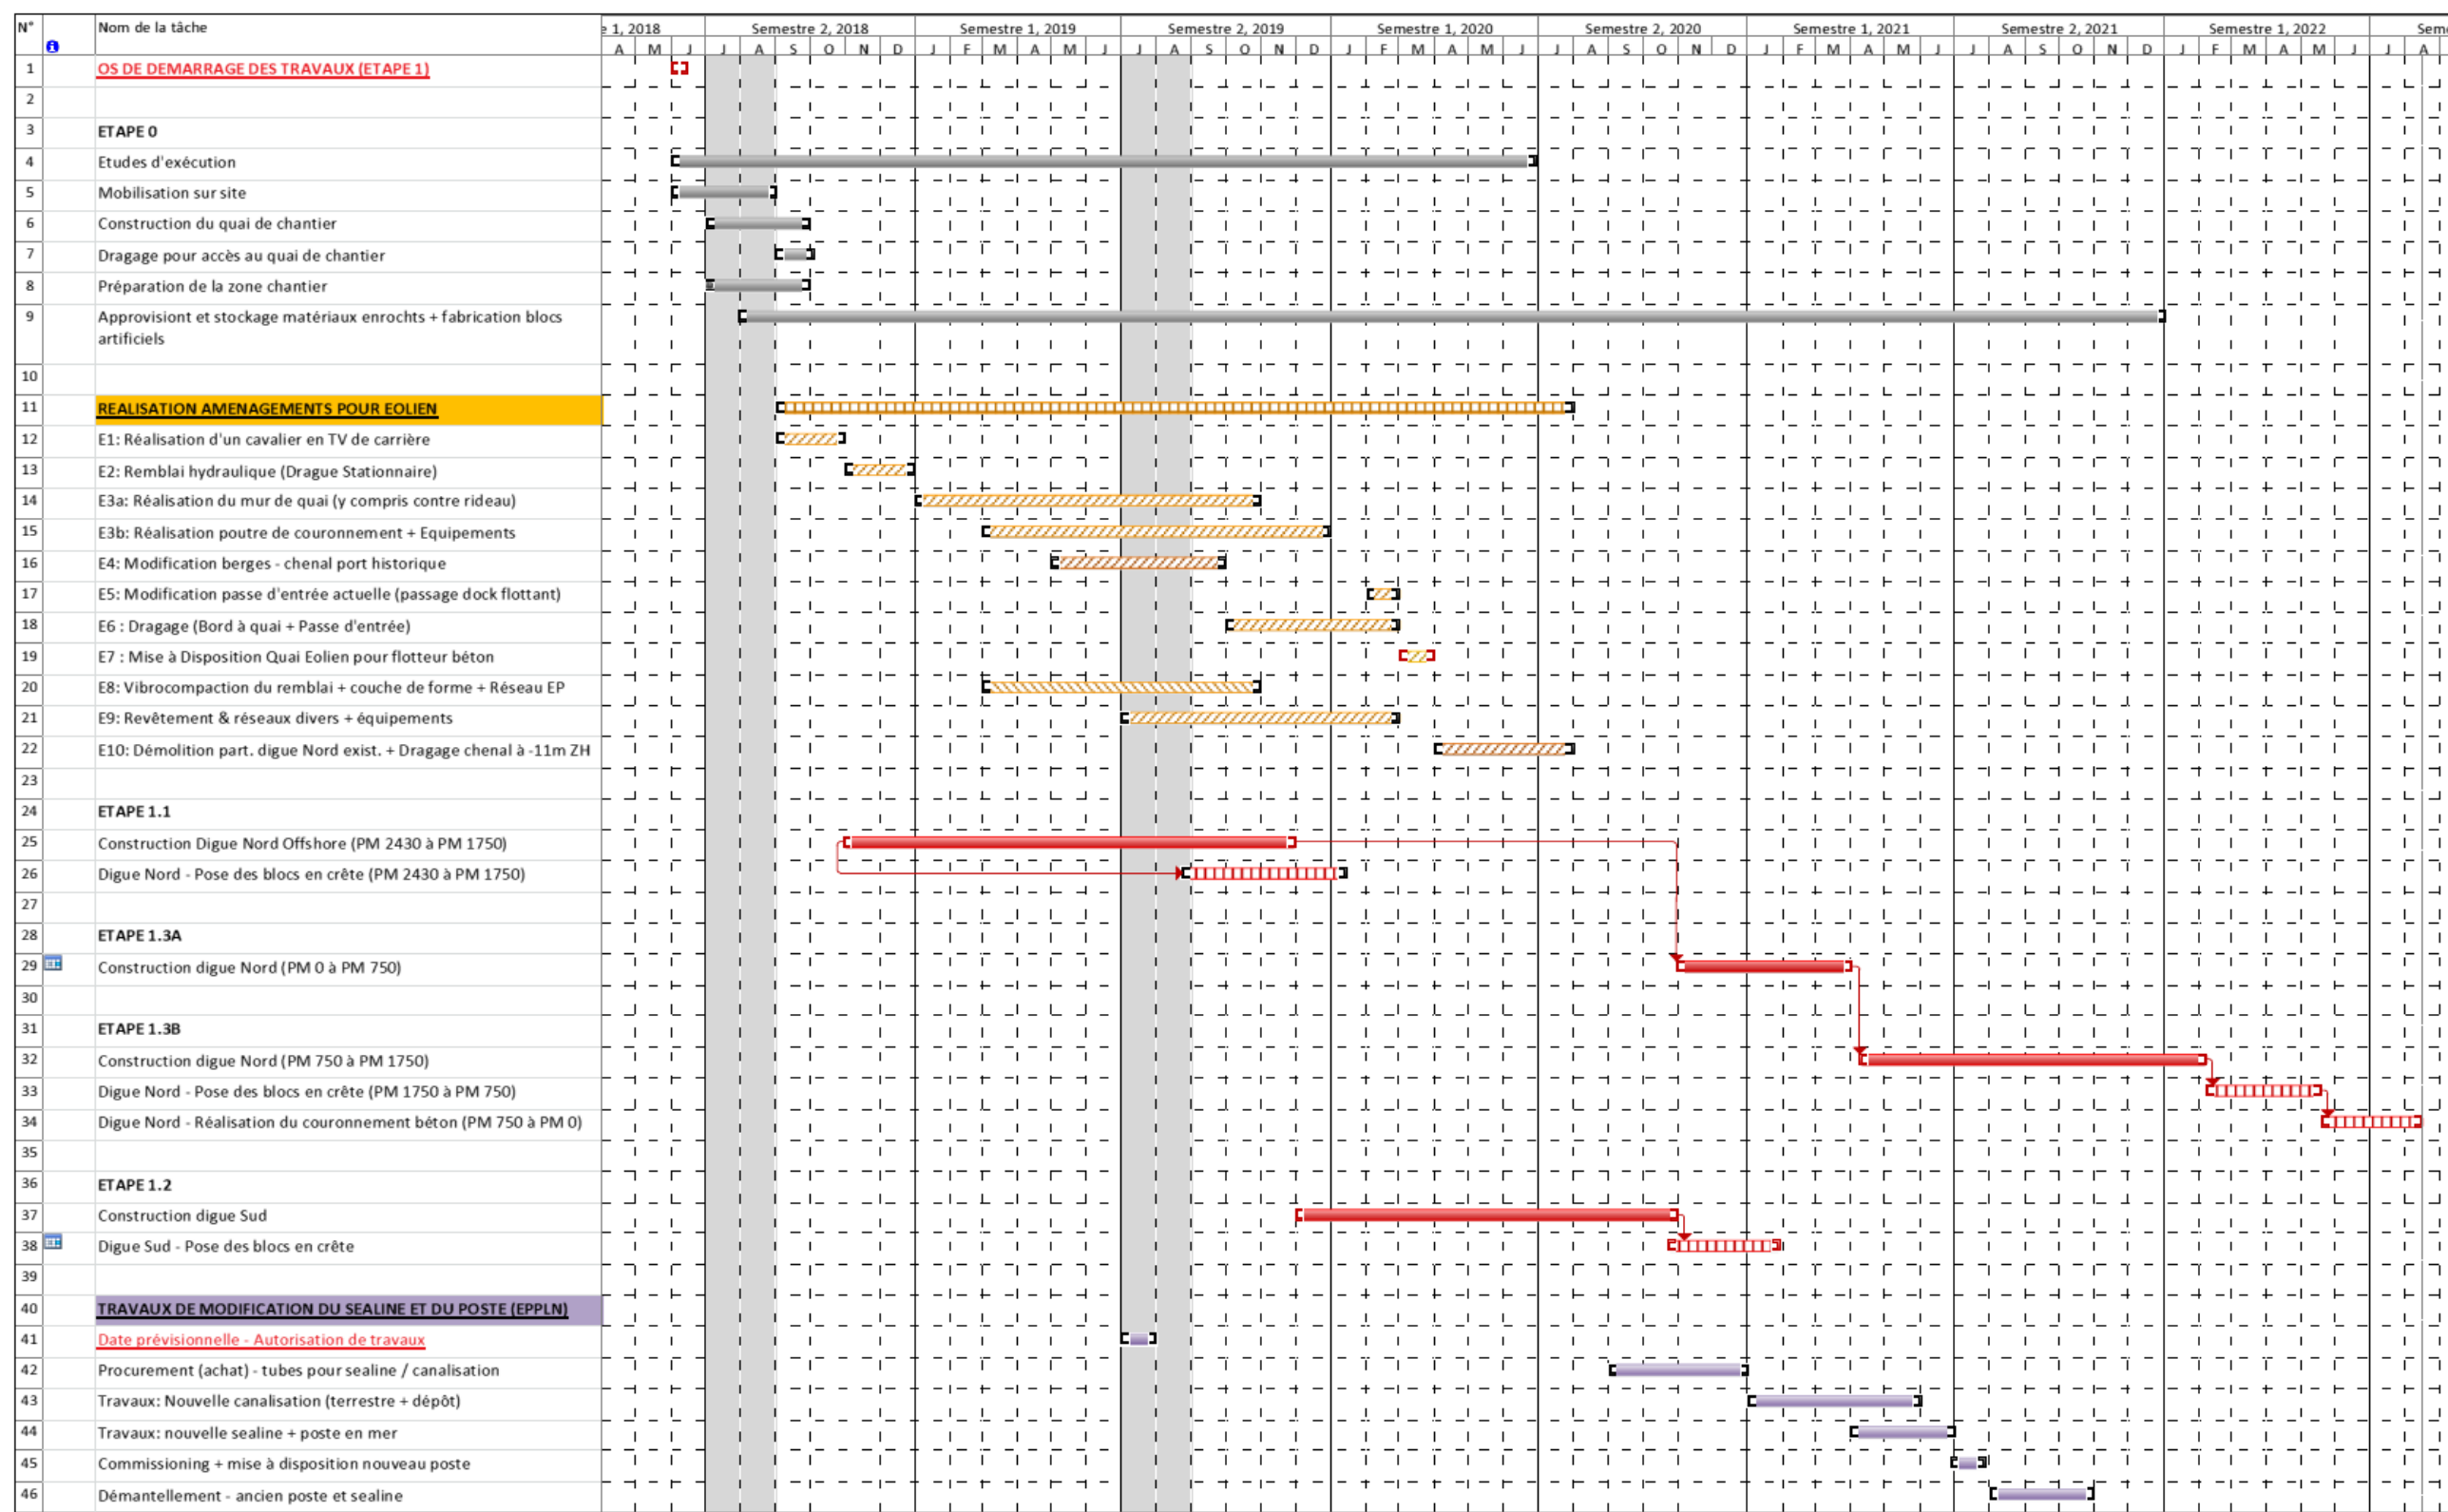 N° Nom de la tâche e 1, 2018 Semestre 2, 2018 Semestre 1, 2019 Semestre 2, 2019 Semestre 1, 2020 Semestre 2, 2020 Semestre 1, 2021 Semestre 2, 2021 Semestre 1, 2022 Sem
A M J J A S O N D J F M A M J J A S O N D J F M A M J J A S O N D J F M A M J J A S O N D J F M A M J J A
1 OS DE DEMARRAGE DES TRAVAUX (ETAPE 1)
2
3 ETAPE 0
4 Etudes d'exécution
5 Mobilisation sur site
6 Construction du quai de chantier
7 Dragage pour accès au quai de chantier
8 Préparation de la zone chantier
9 Approvisiont et stockage matériaux enrochts + fabrication blocs
artificiels
10
11 REALISATION AMENAGEMENTS POUR EOLIEN
12 E1: Réalisation d'un cavalier en TV de carrière
13 E2: Remblai hydraulique (Drague Stationnaire)
14 E3a: Réalisation du mur de quai (y compris contre rideau)
15 E3b: Réalisation poutre de couronnement + Equipements
16 E4: Modification berges - chenal port historique
17 E5: Modification passe d'entrée actuelle (passage dock flottant)
18 E6 : Dragage (Bord à quai + Passe d'entrée)
19 E7 : Mise à Disposition Quai Eolien pour flotteur béton
20 E8: Vibrocompaction du remblai + couche de forme + Réseau EP
21 E9: Revêtement & réseaux divers + équipements
22 E10: Démolition part. digue Nord exist. + Dragage chenal à -11m ZH
23
24 ETAPE 1.1
25 Construction Digue Nord Offshore (PM 2430 à PM 1750)
26 Digue Nord - Pose des blocs en crête (PM 2430 à PM 1750)
27
28 ETAPE 1.3A
29 Construction digue Nord (PM 0 à PM 750)
30
31 ETAPE 1.3B
32 Construction digue Nord (PM 750 à PM 1750)
33 Digue Nord - Pose des blocs en crête (PM 1750 à PM 750)
34 Digue Nord - Réalisation du couronnement béton (PM 750 à PM 0)
35
36 ETAPE 1.2
37 Construction digue Sud
38 Digue Sud - Pose des blocs en crête
39
40 TRAVAUX DE MODIFICATION DU SEALINE ET DU POSTE (EPPLN)
41 Date prévisionnelle - Autorisation de travaux
42 Procurement (achat) - tubes pour sealine / canalisation
43 Travaux: Nouvelle canalisation (terrestre + dépôt)
44 Travaux: nouvelle sealine + poste en mer
45 Commissioning + mise à disposition nouveau poste
46 Démantellement - ancien poste et sealine